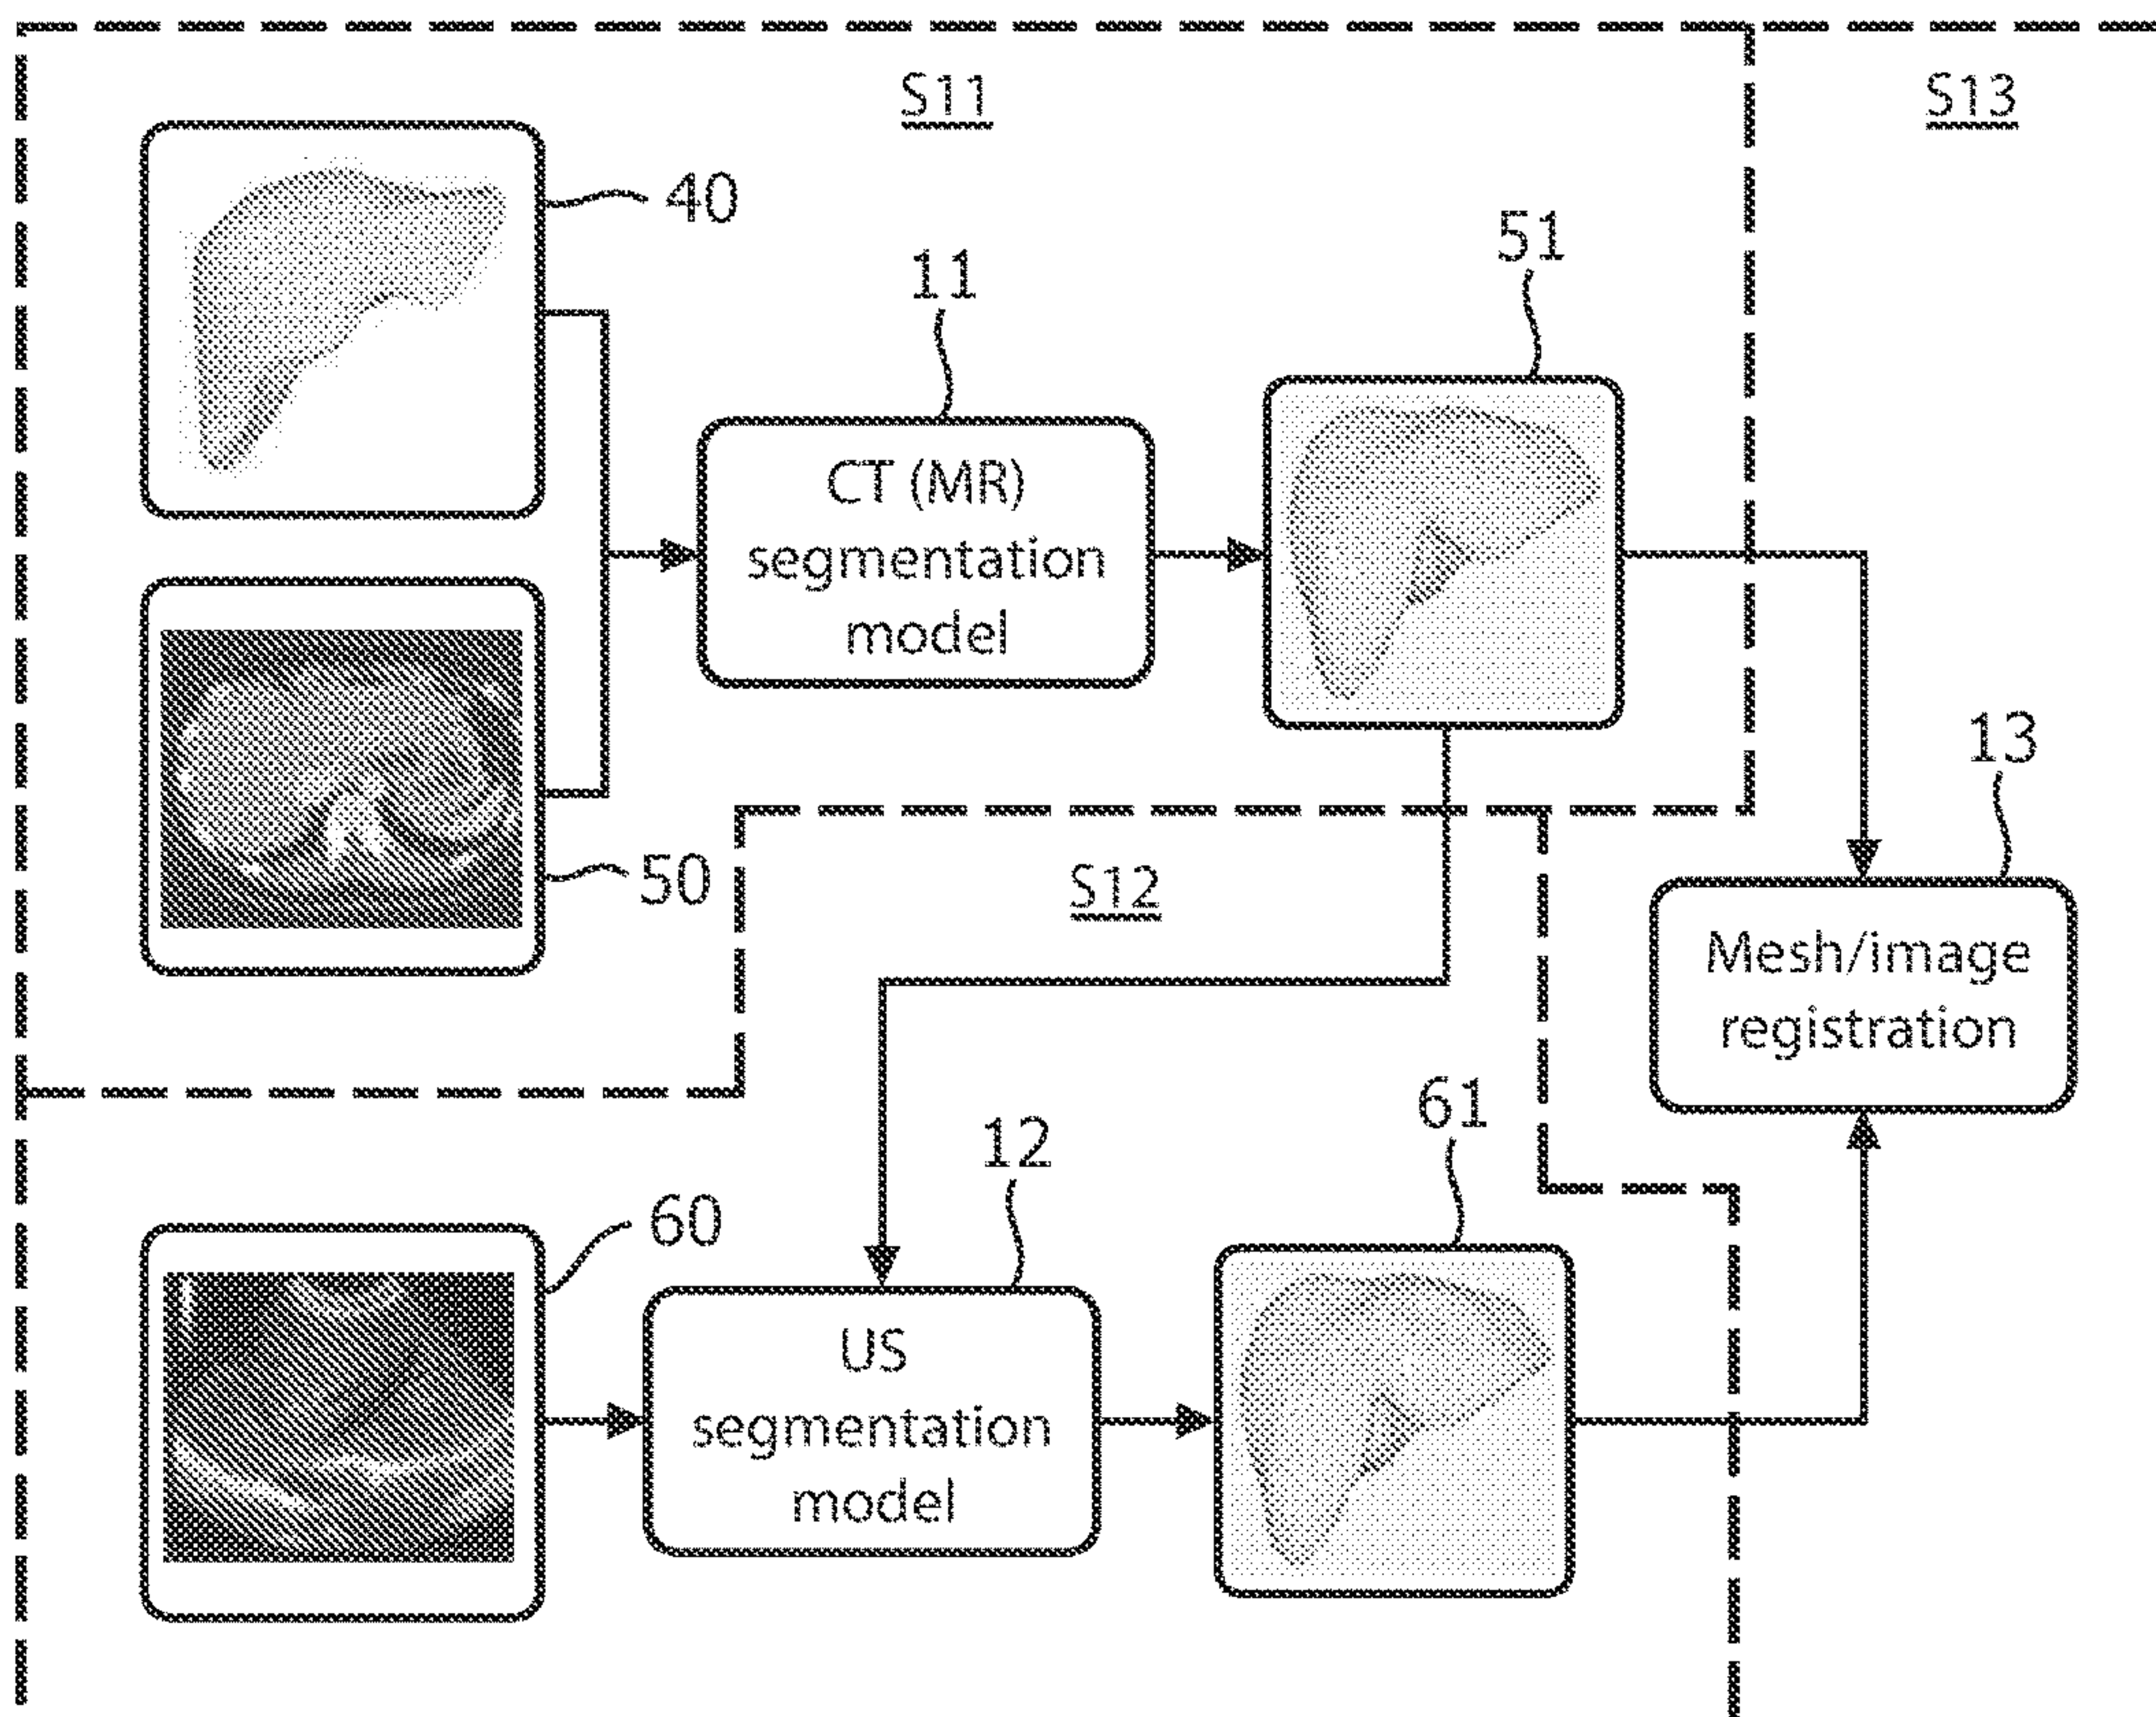 S11
S13
40
51
11
CT (MR)
segmentation
model
13
50
S12
Mesh/image
registration
61
12
60
US
segmentation
model